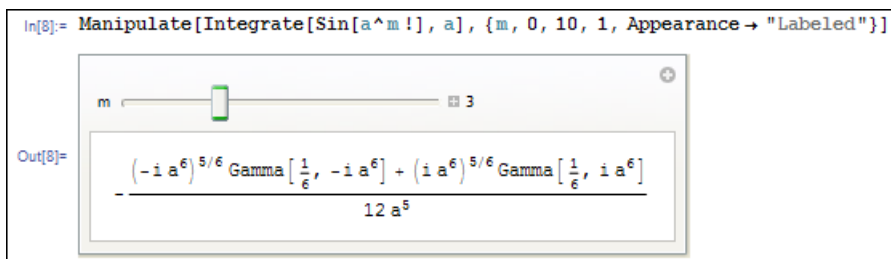 In[8]:= Manipulate[Integrate[Sin[a^m !], a], {m, 0, 10, 1, Appearance → "Labeled"}]
m 3
Out[8]=
-((-i a^6)^(5/6) Gamma[1/6, -i a^6] + (i a^6)^(5/6) Gamma[1/6, i a^6])/(12 a^5)